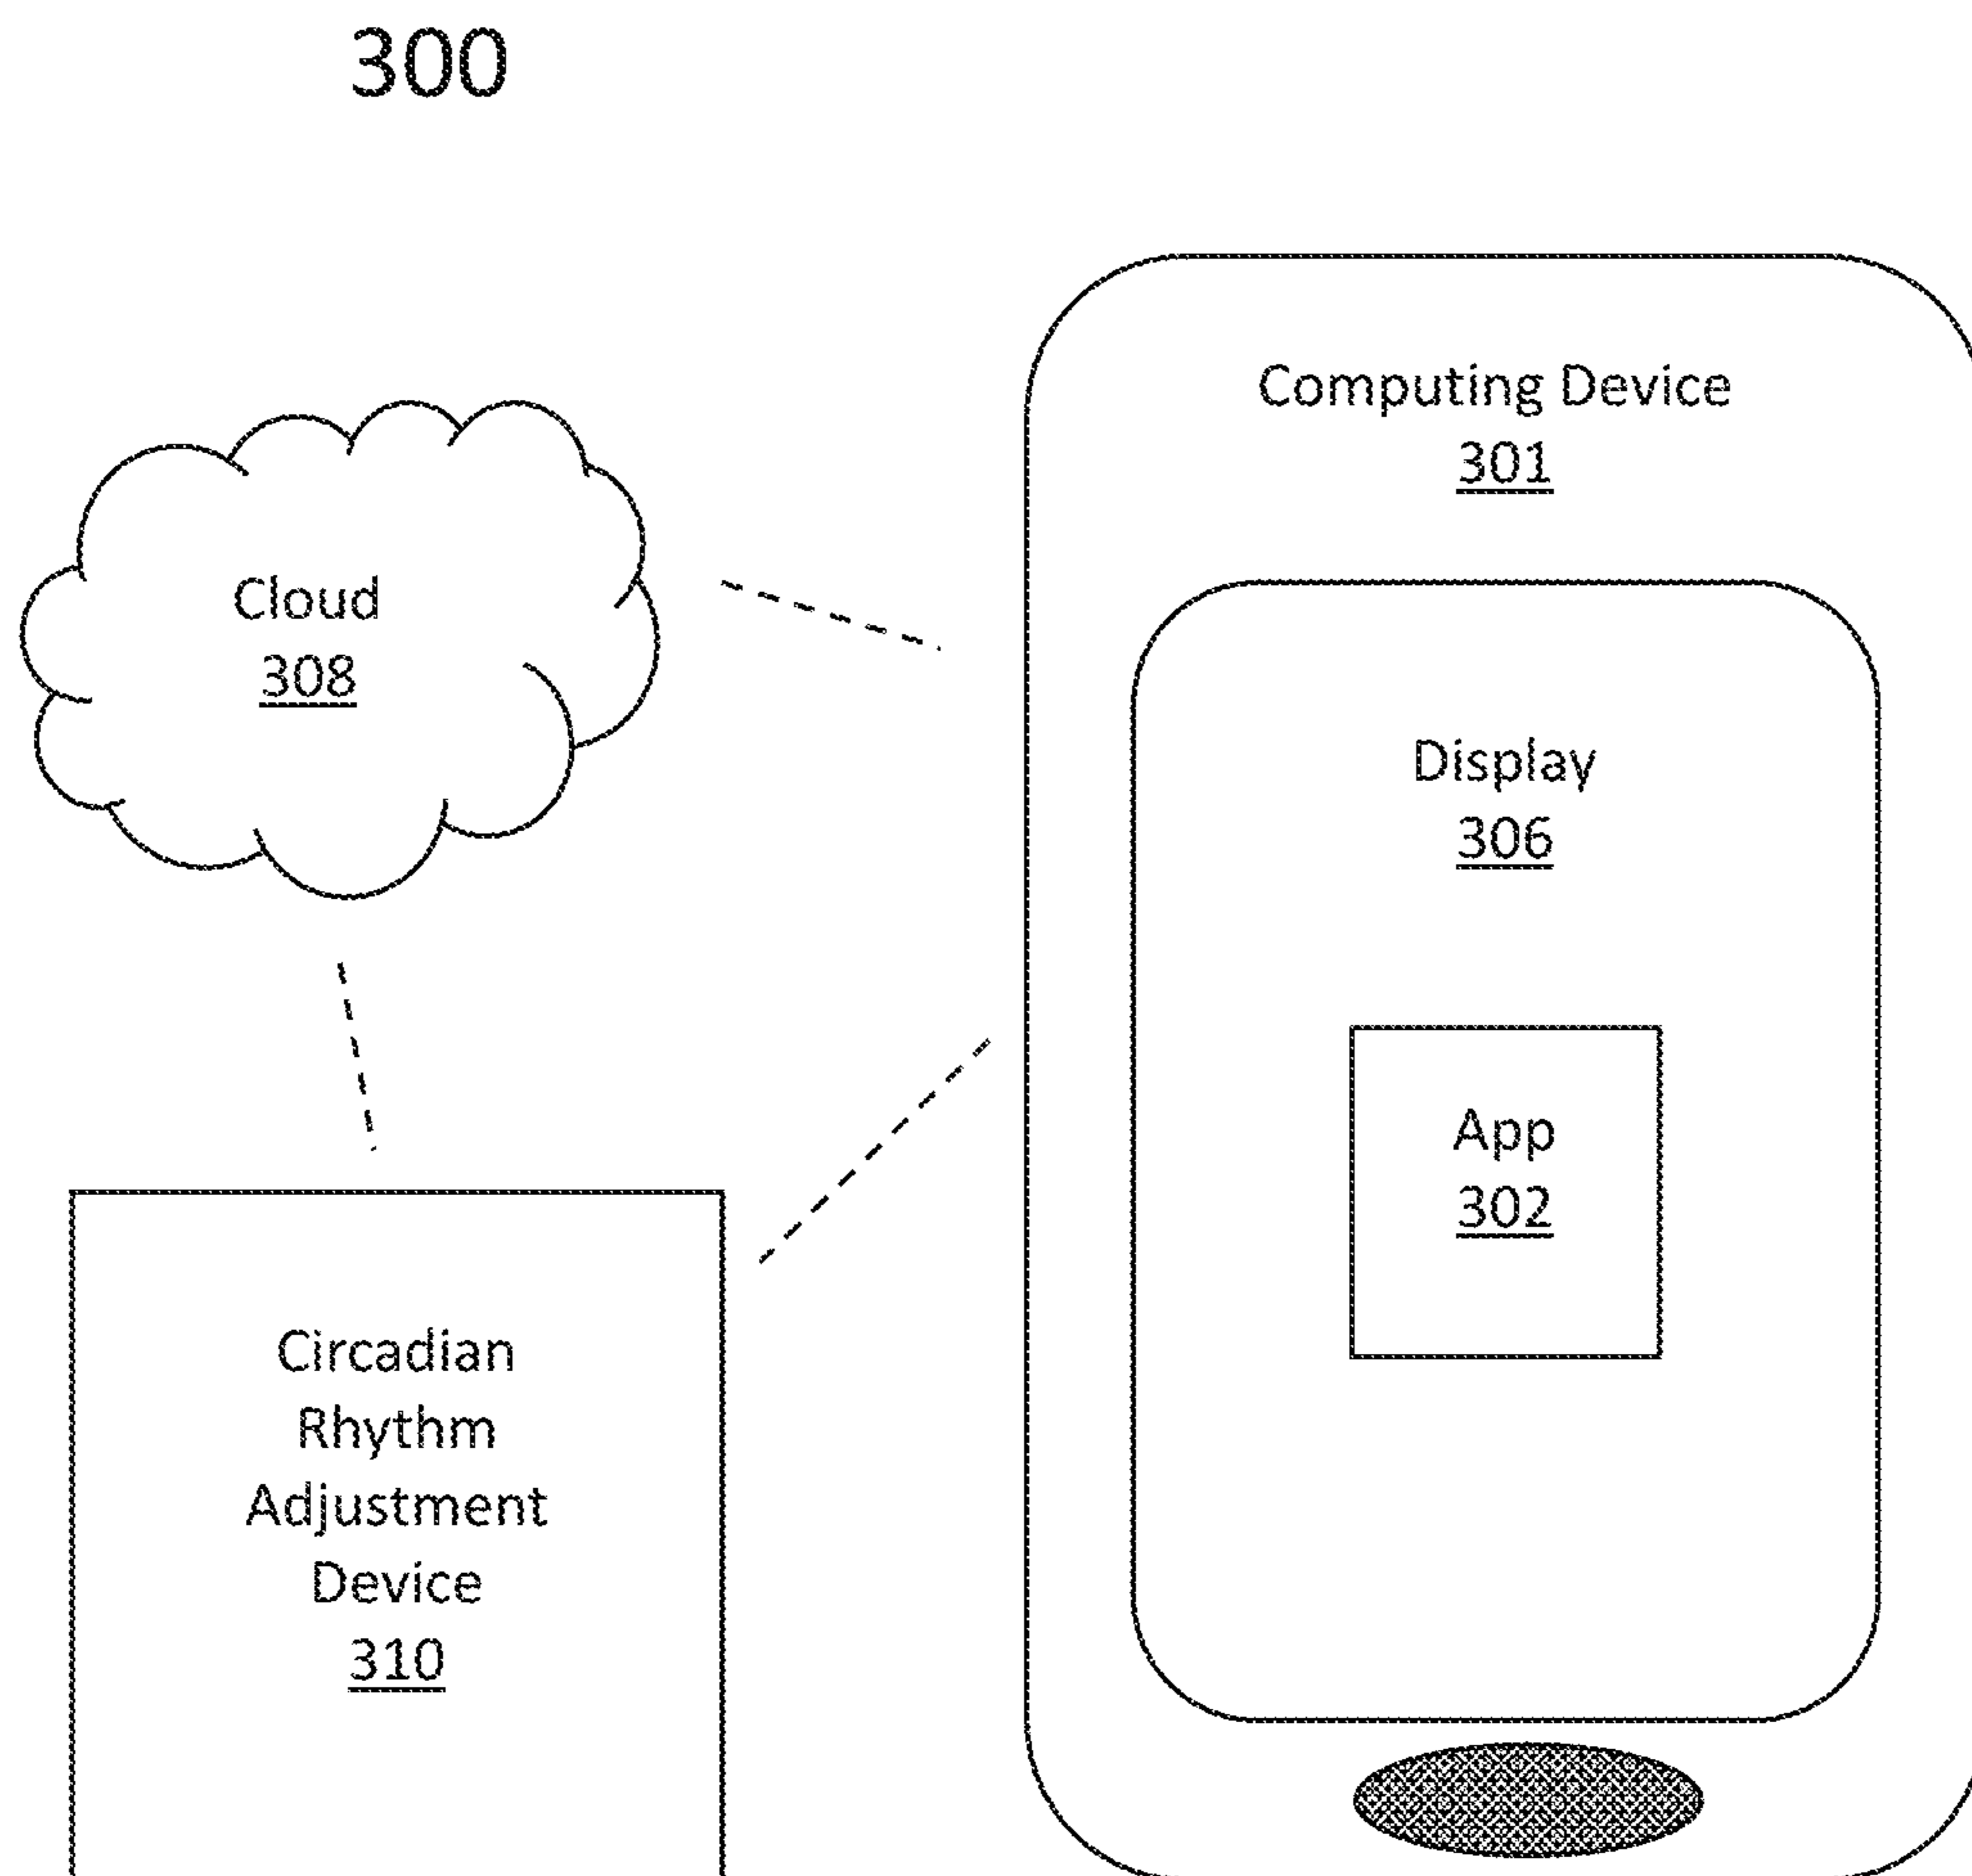 300
Computing Device
301
Cloud
308
Display
306
App
302
Circadian
Rhythm
Adjustment
Device
310